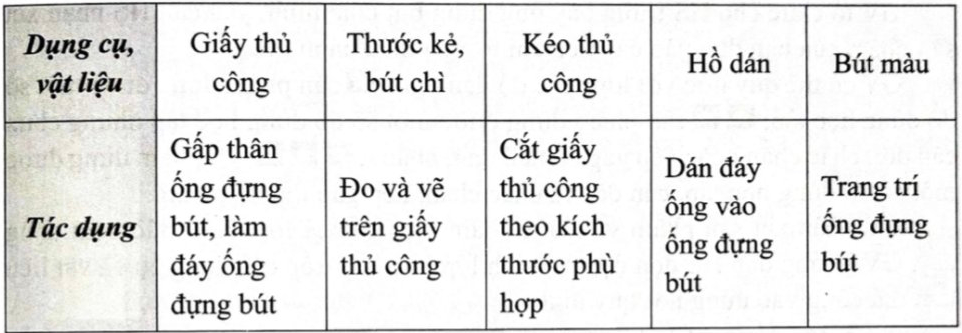 Dụng cụ,
vật liệu
Giấy thủ
công
Thước kẻ,
bút chì
Kéo thủ
công
Hồ dán
Bút màu
Tác dụng
Gấp thân
ống đựng
bút, làm
đáy ống
đựng bút
Đo và vẽ
trên giấy
thủ công
Cắt giấy
thủ công
theo kích
thước phù
hợp
Dán đáy
ống vào
ống đựng
bút
Trang trí
ống đựng
bút